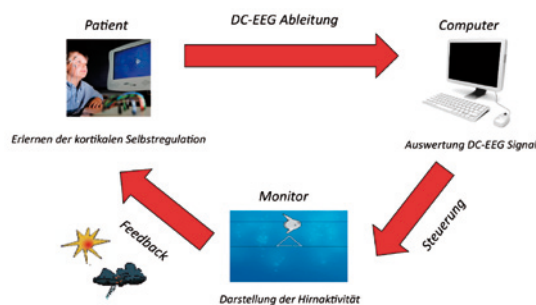 Patient
DC-EEG Ableitung
Computer
Erlernen der kortikalen Selbstregulation
Auswertung DC-EEG Signal
Monitor
Feedback
Steuerung
Darstellung der Hirnaktivität